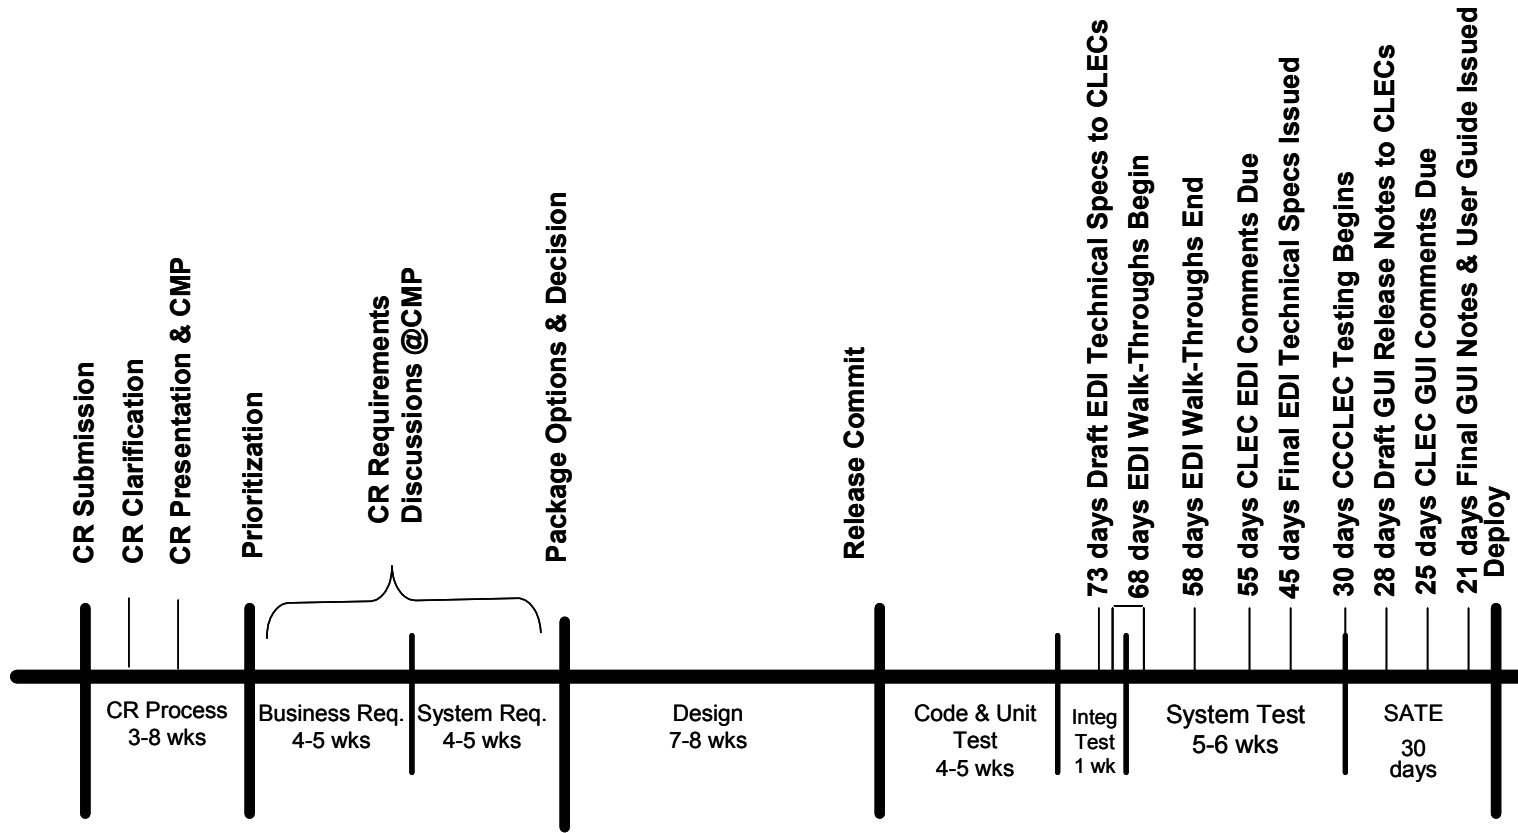 CR Submission
CR Clarification
CR Presentation & CMP
Prioritization
CR Requirements
Discussions @CMP
Package Options & Decision
Release Commit
73 days Draft EDI Technical Specs to CLECs
68 days EDI Walk-Throughs Begin
58 days EDI Walk-Throughs End
55 days CLEC EDI Comments Due
45 days Final EDI Technical Specs Issued
30 days CCCLEC Testing Begins
28 days Draft GUI Release Notes to CLECs
25 days CLEC GUI Comments Due
21 days Final GUI Notes & User Guide Issued
Deploy
CR Process
3-8 wks
Business Req.
4-5 wks
System Req.
4-5 wks
Design
7-8 wks
Code & Unit
Test
4-5 wks
Integ
Test
1 wk
System Test
5-6 wks
SATE
30
days